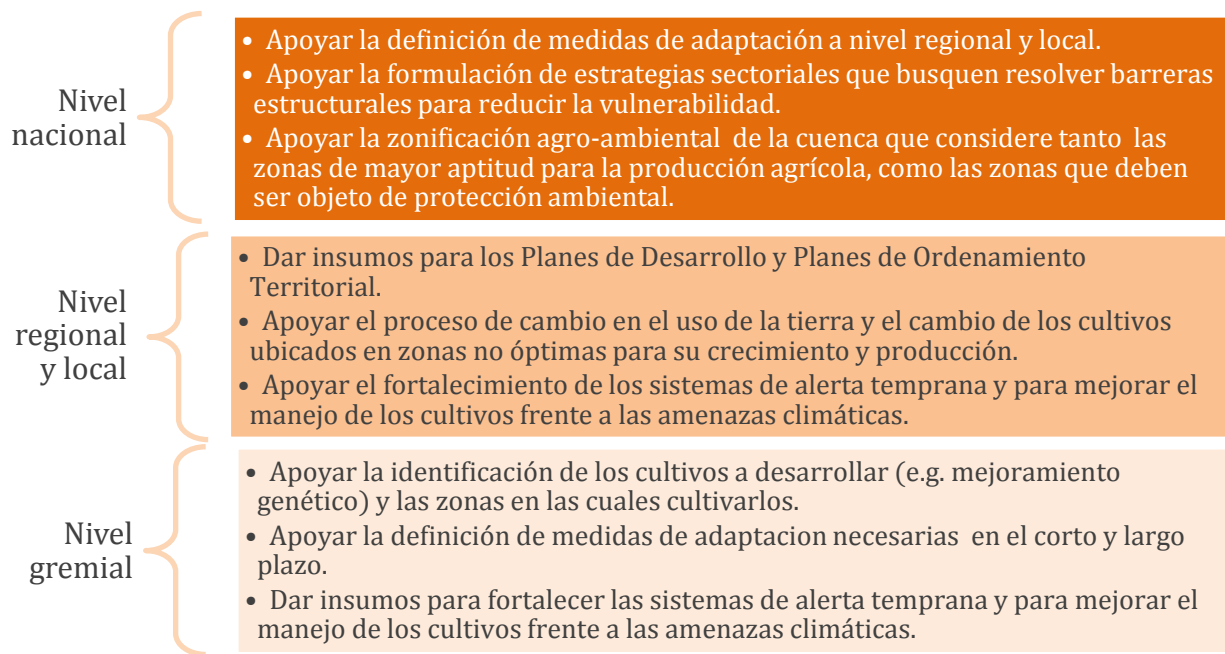 Nivel
nacional
• Apoyar la definición de medidas de adaptación a nivel regional y local.
• Apoyar la formulación de estrategias sectoriales que busquen resolver barreras
estructurales para reducir la vulnerabilidad.
• Apoyar la zonificación agro-ambiental de la cuenca que considere tanto las
zonas de mayor aptitud para la producción agrícola, como las zonas que deben
ser objeto de protección ambiental.
Nivel
regional
y local
• Dar insumos para los Planes de Desarrollo y Planes de Ordenamiento
Territorial.
• Apoyar el proceso de cambio en el uso de la tierra y el cambio de los cultivos
ubicados en zonas no óptimas para su crecimiento y producción.
• Apoyar el fortalecimiento de los sistemas de alerta temprana y para mejorar el
manejo de los cultivos frente a las amenazas climáticas.
Nivel
gremial
• Apoyar la identificación de los cultivos a desarrollar (e.g. mejoramiento
genético) y las zonas en las cuales cultivarlos.
• Apoyar la definición de medidas de adaptacion necesarias en el corto y largo
plazo.
• Dar insumos para fortalecer las sistemas de alerta temprana y para mejorar el
manejo de los cultivos frente a las amenazas climáticas.